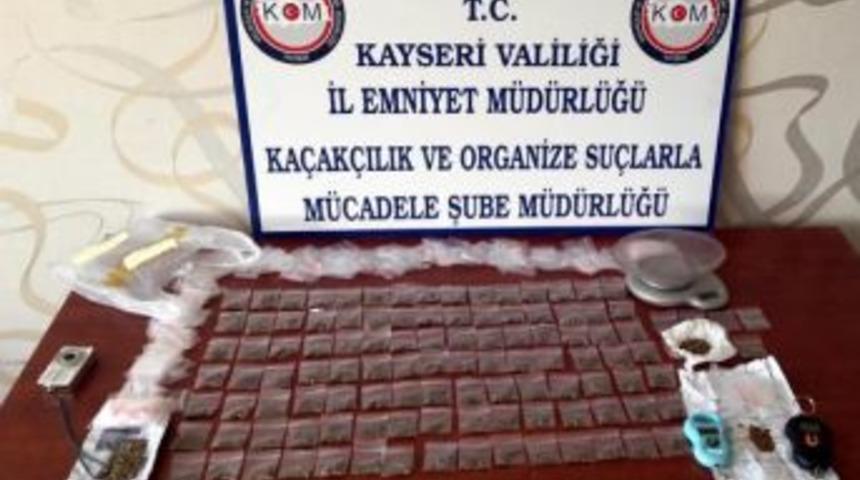 KOM
KOM
T.C.
KAYSERİ VALİLİĞİ
İL EMNİYET MÜDÜRLÜĞÜ
KAÇAKÇILIK VE ORGANİZE SUÇLARLA
MÜCADELE ŞUBE MÜDÜRLÜĞÜ